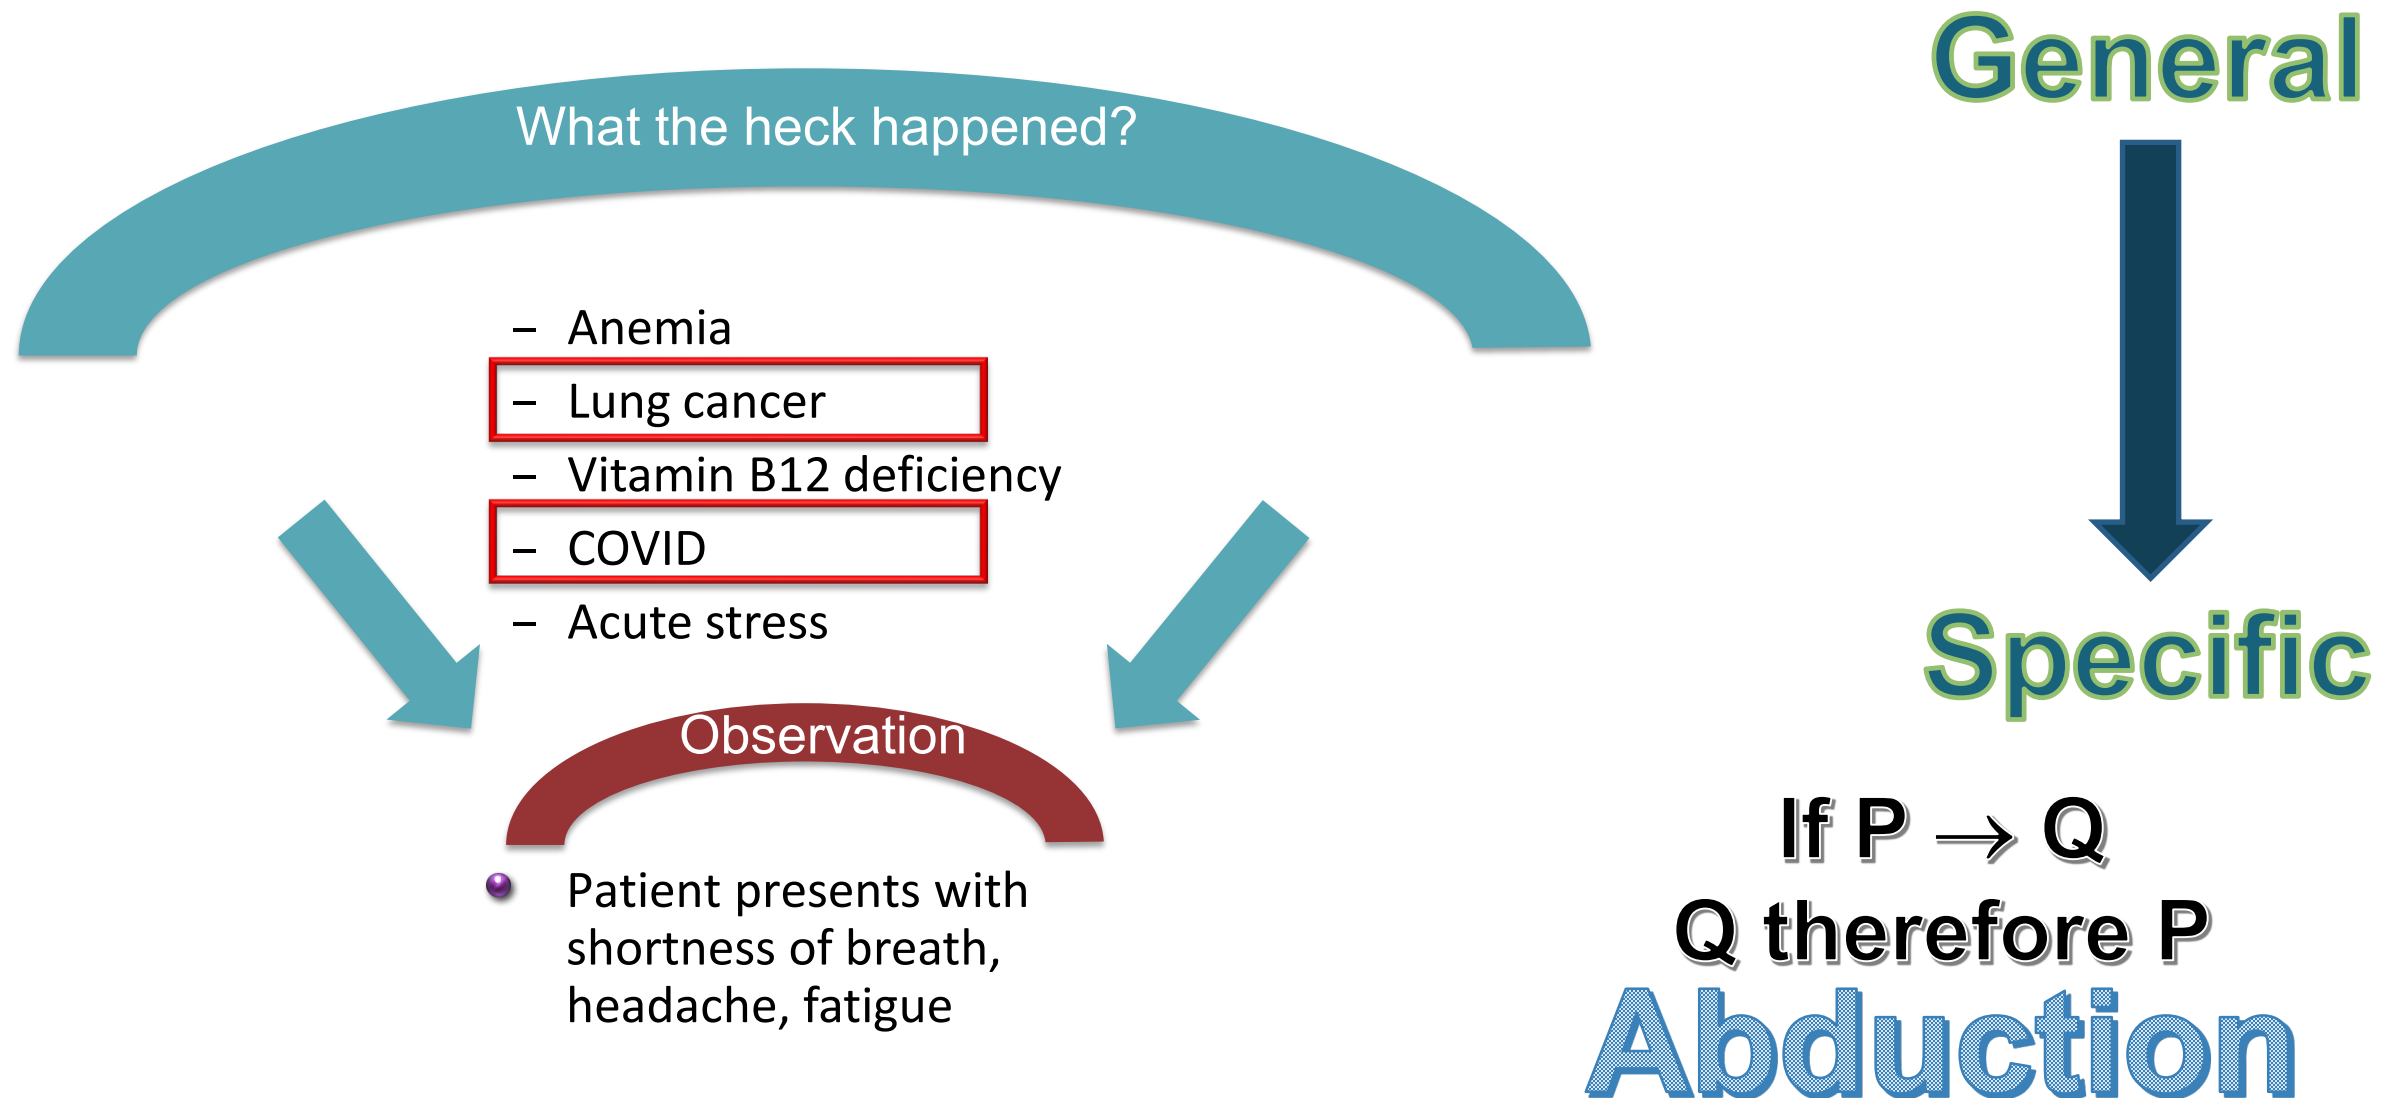 What the heck happened?
– Anemia
– Lung cancer
– Vitamin B12 deficiency
– COVID
– Acute stress
Observation
Patient presents with
shortness of breath,
headache, fatigue
General
Specific
If P → Q
Q therefore P
Abduction